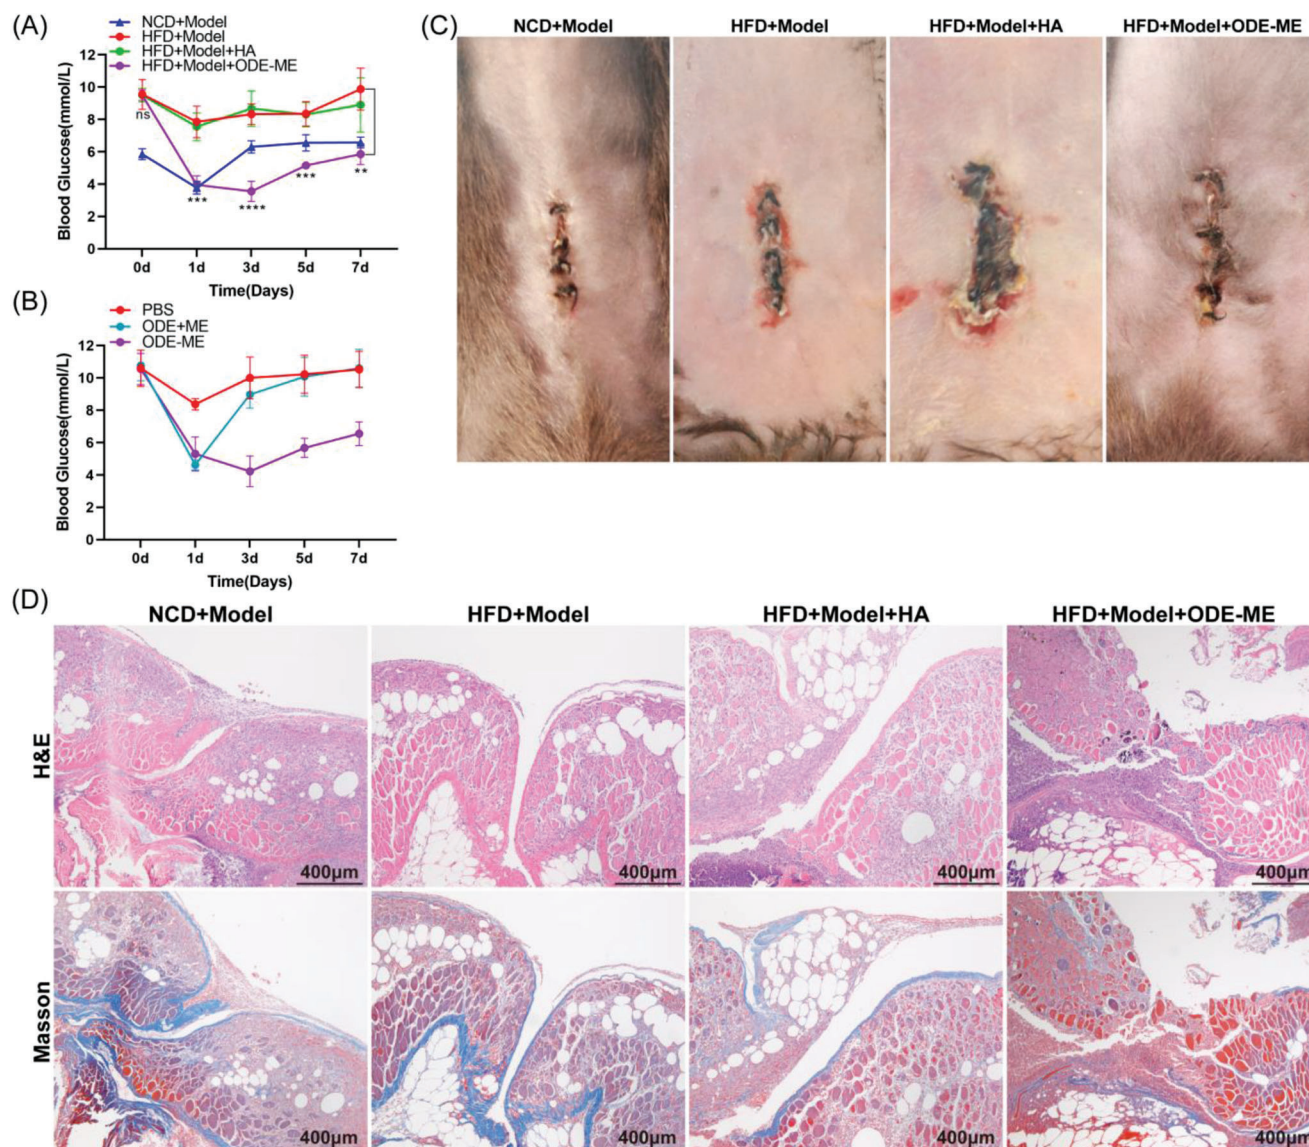 (A)
NCD+Model
HFD+Model
HFD+Model+HA
HFD+Model+ODE-ME
Blood Glucose(mmol/L)
12
10
8
6
4
2
0
ns
***
****
***
**
0d 1d 3d 5d 7d
Time(Days)
(B)
PBS
ODE+ME
ODE-ME
Blood Glucose(mmol/L)
12
10
8
6
4
2
0
0d 1d 3d 5d 7d
Time(Days)
(C)
NCD+Model HFD+Model HFD+Model+HA HFD+Model+ODE-ME
(D)
NCD+Model HFD+Model HFD+Model+HA HFD+Model+ODE-ME
H&E
400μm 400μm 400μm 400μm
Masson
400μm 400μm 400μm 400μm